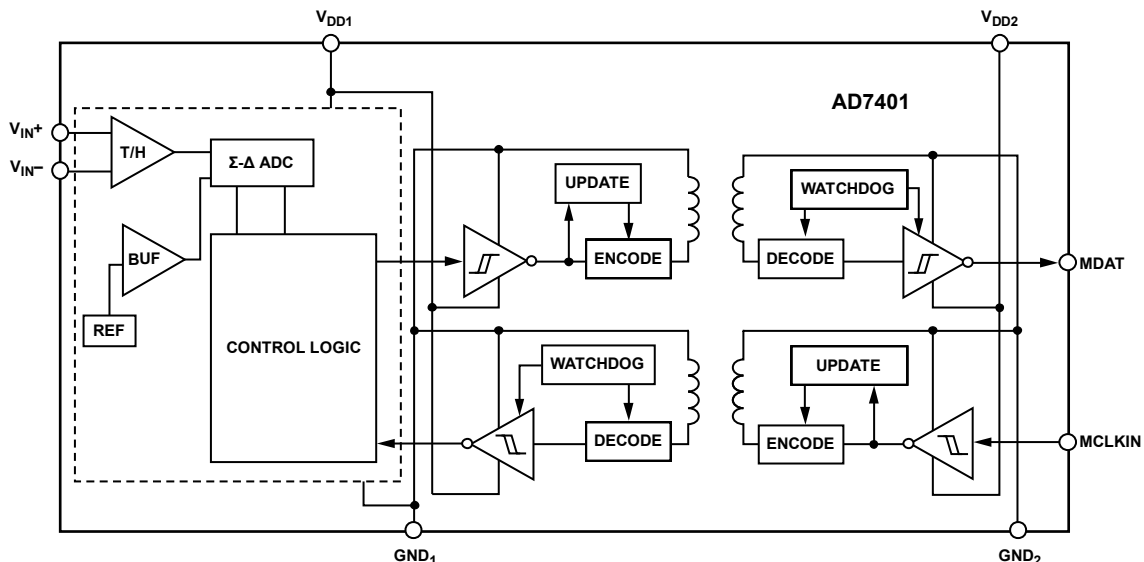 VDD1
VDD2
AD7401
VIN+
VIN−
T/H
Σ-Δ ADC
UPDATE
WATCHDOG
BUF
ENCODE
DECODE
MDAT
REF
CONTROL LOGIC
WATCHDOG
UPDATE
DECODE
ENCODE
MCLKIN
GND1
GND2